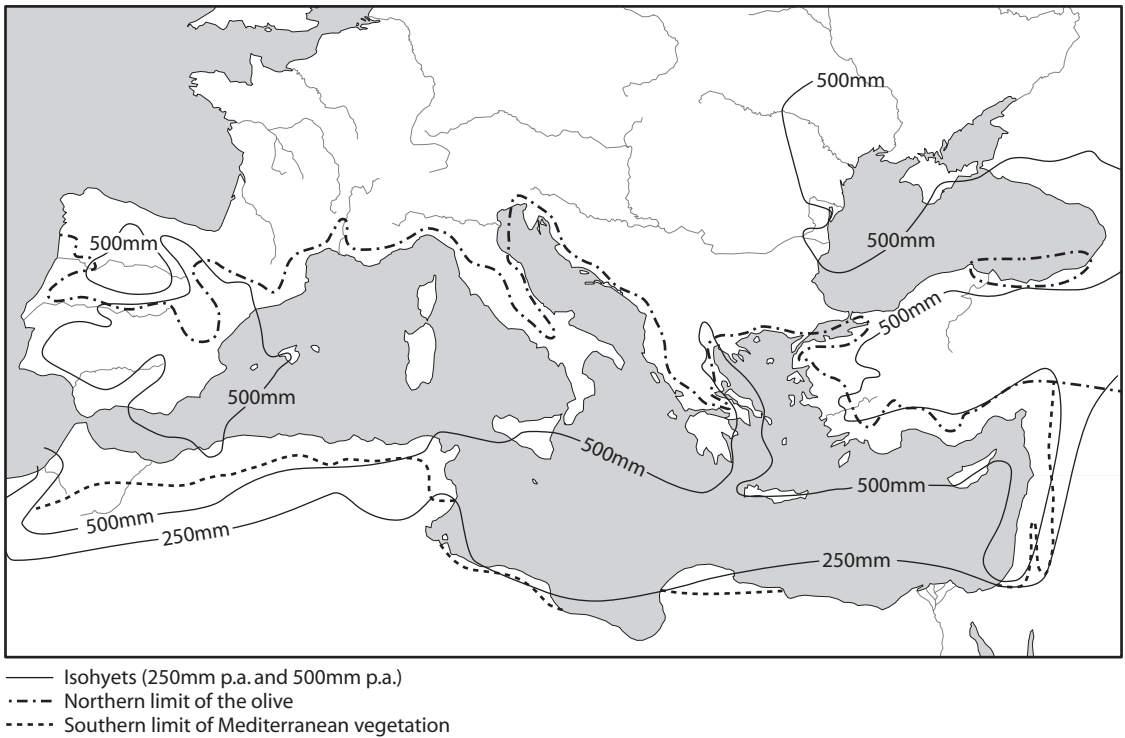 500mm
500mm
500mm
500mm
500mm
500mm
500mm
500mm
250mm
250mm
Isohyets (250mm p.a. and 500mm p.a.)
Northern limit of the olive
Southern limit of Mediterranean vegetation